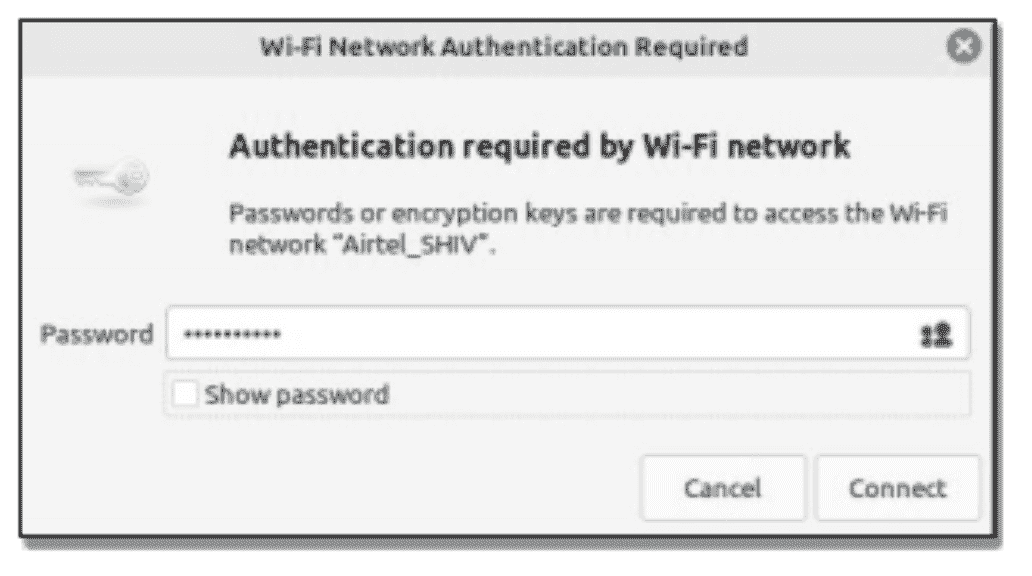 Wi-Fi Network Authentication Required
Authentication required by Wi-Fi network
Passwords or encryption keys are required to access the Wi-Fi
network "Airtel_SHIV".
Password ••••••••••
Show password
Cancel Connect